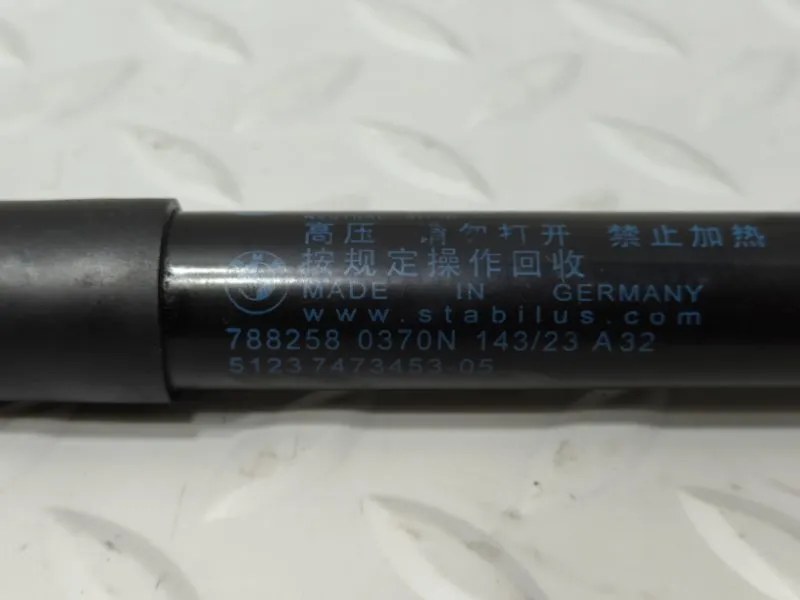 高压 请勿打开 禁止加热
按规定操作回收
MADE IN GERMANY
www.stabilus.com
788258 0370N 143/23 A32
5123 7473453 05